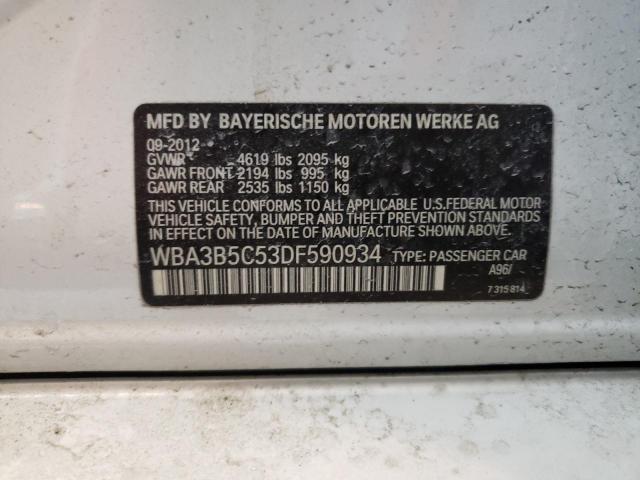 MFD BY BAYERISCHE MOTOREN WERKE AG
09-2012
GVWR 4619 lbs 2095 kg
GAWR FRONT 2194 lbs 995 kg
GAWR REAR 2535 lbs 1150 kg
THIS VEHICLE CONFORMS TO ALL APPLICABLE U.S.FEDERAL MOTOR
VEHICLE SAFETY, BUMPER AND THEFT PREVENTION STANDARDS
IN EFFECT ON THE DATE OF MANUFACTURE SHOWN ABOVE.
WBA3B5C53DF590934 TYPE: PASSENGER CAR
A96/
7 315 814